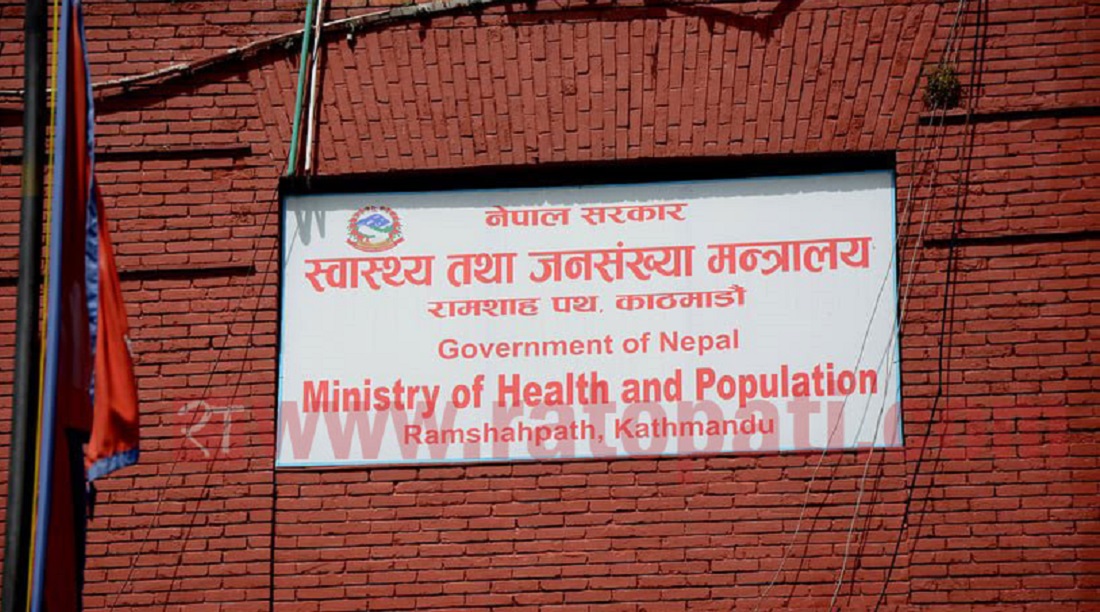 नेपाल सरकार
स्वास्थ्य तथा जनसंख्या मन्त्रालय
रामशाह पथ, काठमाडौं
Government of Nepal
Ministry of Health and Population
Ramshahpath, Kathmandu
रा www.ratopati.com